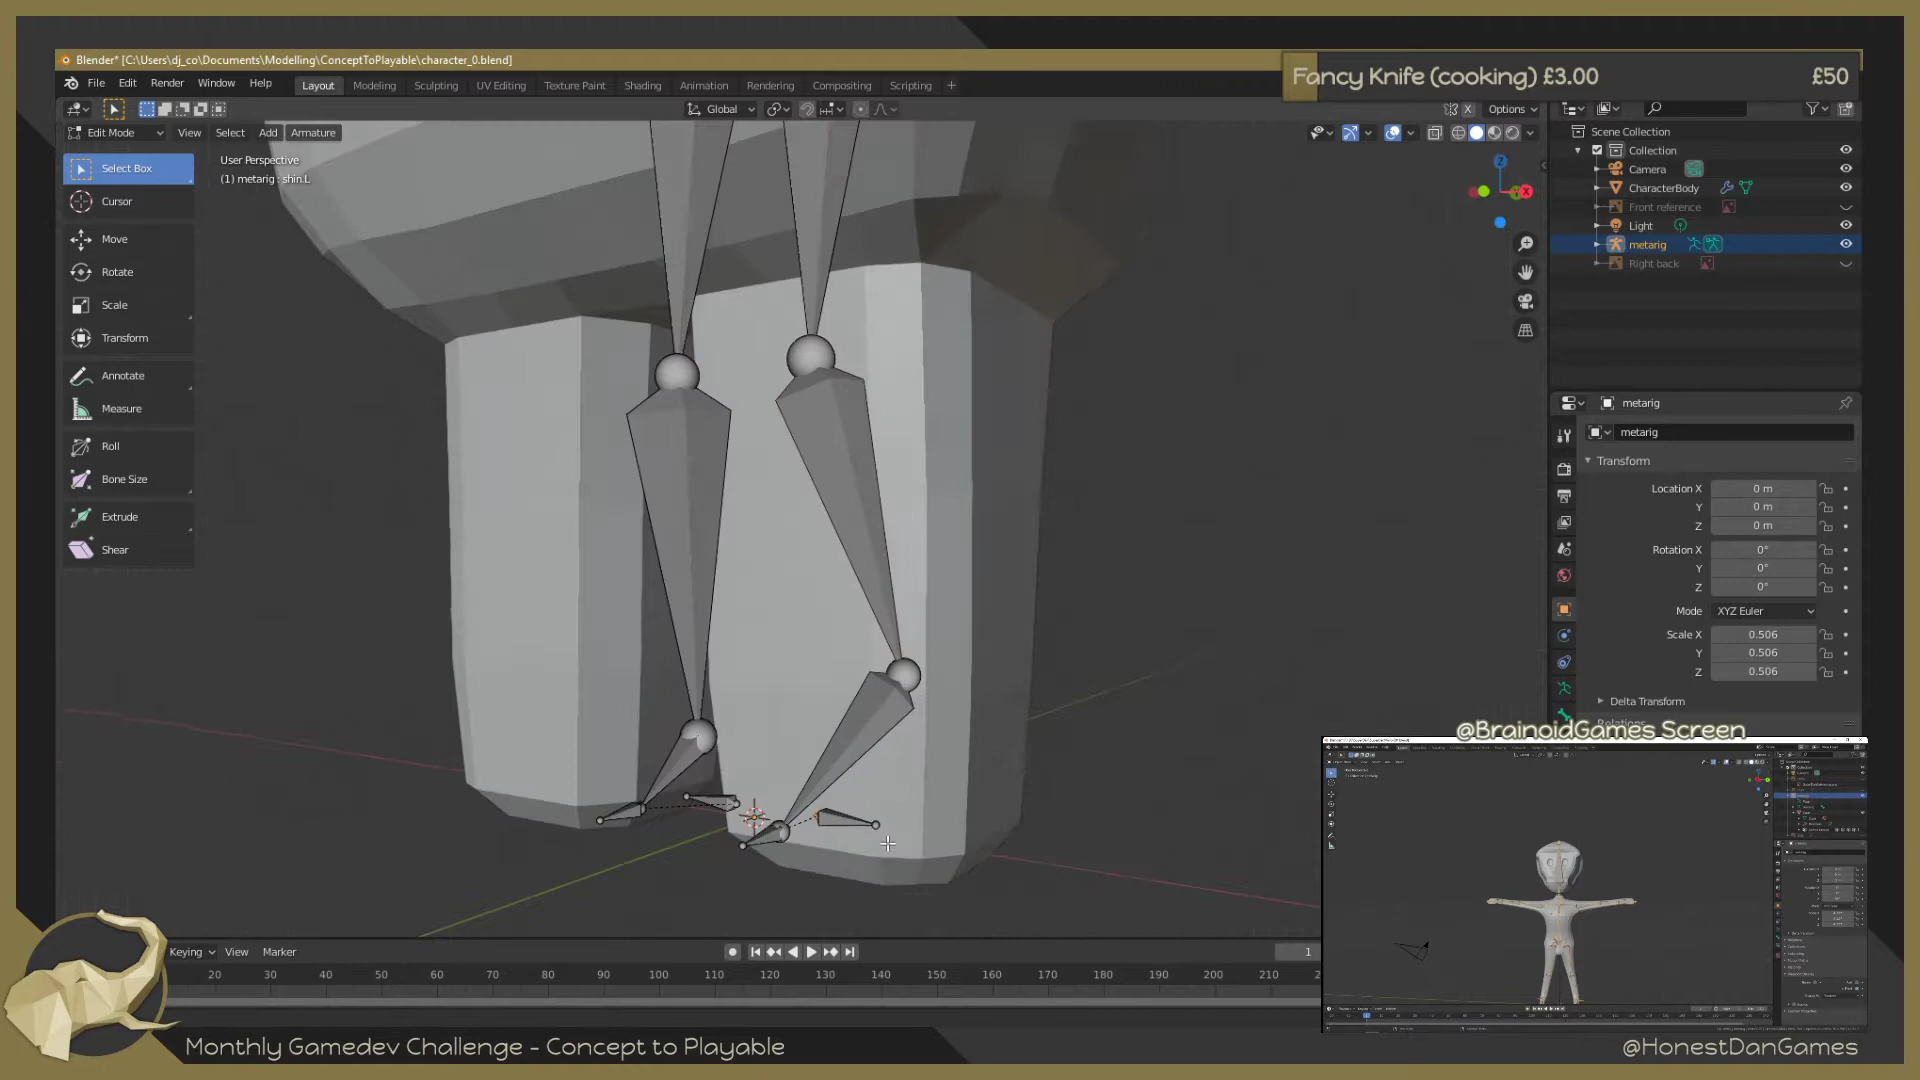 Blender* [C:\Users\dj_co\Documents\Modelling\ConceptToPlayable\character_0.blend]
Fancy Knife (cooking) £3.00 £50
File Edit Render Window Help Layout Modeling Sculpting UV Editing Texture Paint Shading Animation Rendering Compositing Scripting +
Global Options
Edit Mode View Select Add Armature
Scene Collection
User Perspective
(1) metarig : shin.L
Collection
Camera
CharacterBody
Front reference
Light
metarig
Right back
Select Box
Cursor
Move
Rotate
Scale
Transform
Annotate
Measure
Roll
Bone Size
Extrude
Shear
Z
X
metarig
metarig
Transform
Location X 0 m
Y 0 m
Z 0 m
Rotation X 0°
Y 0°
Z 0°
Mode XYZ Euler
Scale X 0.506
Y 0.506
Z 0.506
Delta Transform
Relations
@BrainoidGames Screen
Keying View Marker 1
20 30 40 50 60 70 80 90 100 110 120 130 140 150 160 170 180 190 200 210
Monthly Gamedev Challenge - Concept to Playable
@HonestDanGames